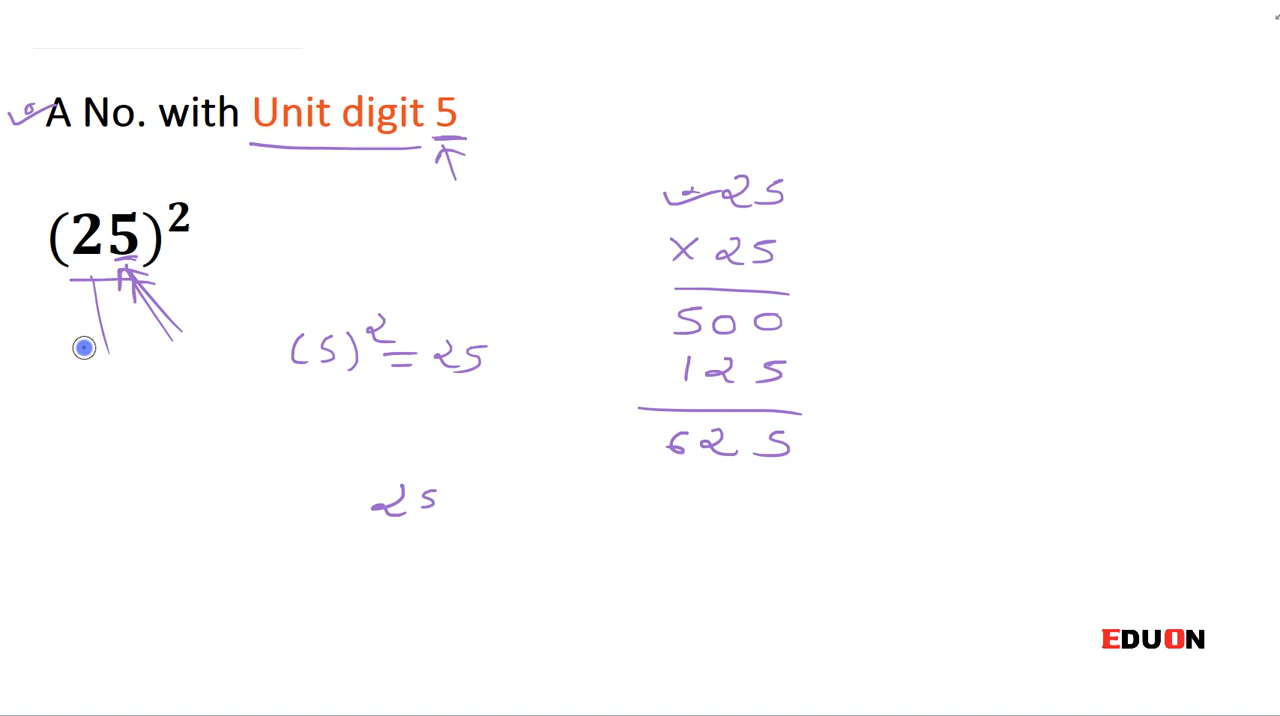 A No. with Unit digit 5
(25)²
25
× 25
500
125
625
(5)² = 25
25
EDUON